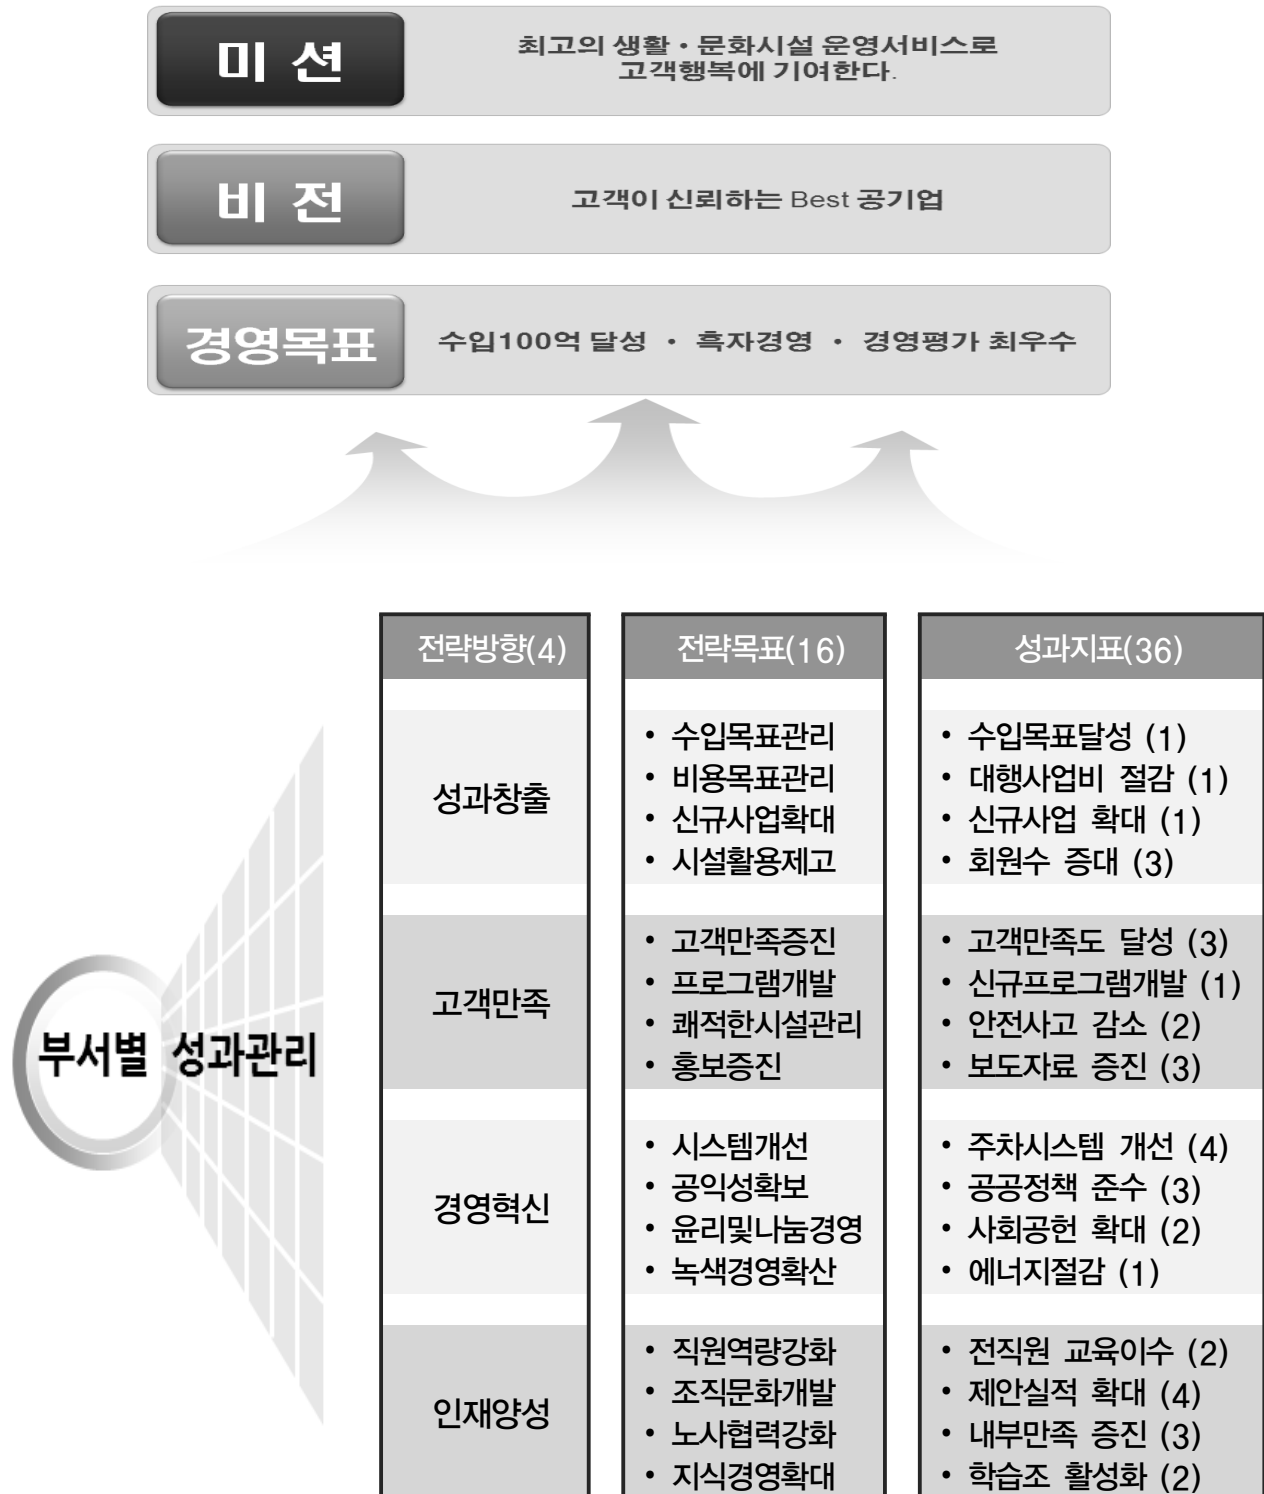 미 션
최고의 생활・문화시설 운영서비스로
고객행복에 기여한다.
비 전
고객이 신뢰하는 Best 공기업
경영목표
수입100억 달성 ・ 흑자경영 ・ 경영평가 최우수
부서별 성과관리
전략방향(4)
전략목표(16)
성과지표(36)
성과창출
• 수입목표관리
• 비용목표관리
• 신규사업확대
• 시설활용제고
• 수입목표달성 (1)
• 대행사업비 절감 (1)
• 신규사업 확대 (1)
• 회원수 증대 (3)
고객만족
• 고객만족증진
• 프로그램개발
• 쾌적한시설관리
• 홍보증진
• 고객만족도 달성 (3)
• 신규프로그램개발 (1)
• 안전사고 감소 (2)
• 보도자료 증진 (3)
경영혁신
• 시스템개선
• 공익성확보
• 윤리및나눔경영
• 녹색경영확산
• 주차시스템 개선 (4)
• 공공정책 준수 (3)
• 사회공헌 확대 (2)
• 에너지절감 (1)
인재양성
• 직원역량강화
• 조직문화개발
• 노사협력강화
• 지식경영확대
• 전직원 교육이수 (2)
• 제안실적 확대 (4)
• 내부만족 증진 (3)
• 학습조 활성화 (2)